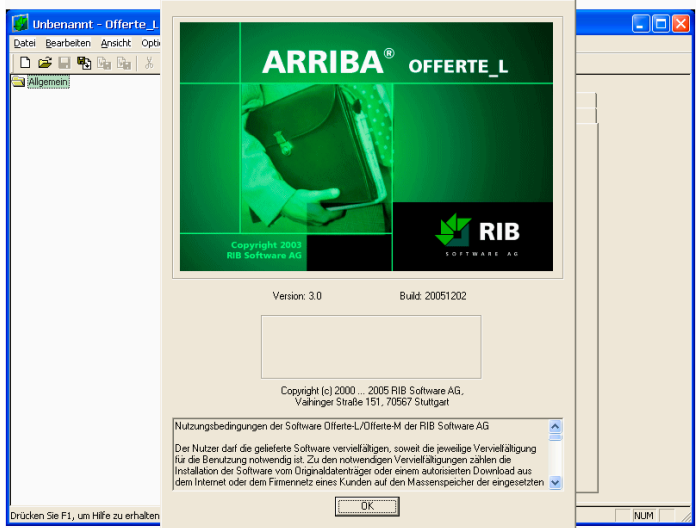 Unbenannt - Offerte_L
Datei Bearbeiten Ansicht Opti
Allgemein
ARRIBA® OFFERTE_L
Copyright 2003
RIB Software AG
RIB
SOFTWARE AG
Version: 3.0 Build: 20051202
Copyright (c) 2000 ... 2005 RIB Software AG,
Vaihinger Straße 151, 70567 Stuttgart
Nutzungsbedingungen der Software Offerte-L/Offerte-M der RIB Software AG
Der Nutzer darf die gelieferte Software vervielfältigen, soweit die jeweilige Vervielfältigung
für die Benutzung notwendig ist. Zu den notwendigen Vervielfältigungen zählen die
Installation der Software vom Originaldatenträger oder einem autorisierten Download aus
dem Internet oder dem Firmennetz eines Kunden auf den Massenspeicher der eingesetzten
OK
Drücken Sie F1, um Hilfe zu erhalten NUM